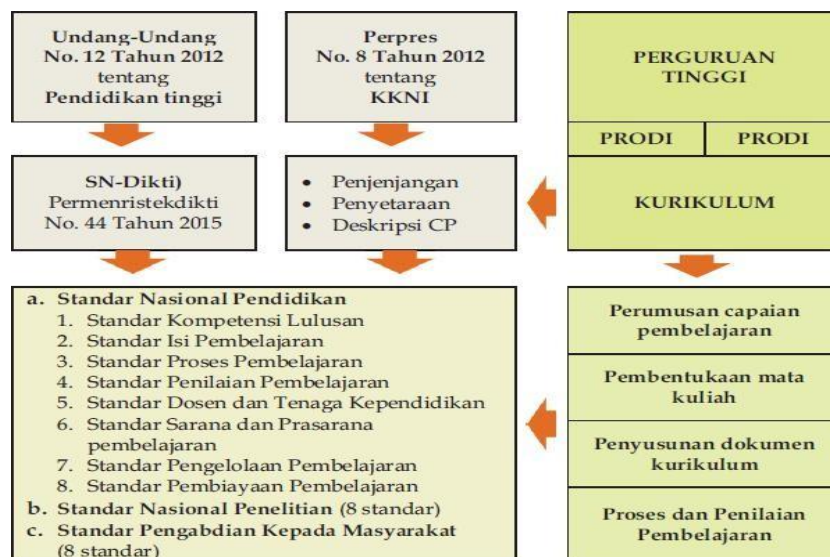 Undang-Undang
No. 12 Tahun 2012
tentang
Pendidikan tinggi
Perpres
No. 8 Tahun 2012
tentang
KKNI
PERGURUAN
TINGGI
PRODI
PRODI
SN-Dikti)
Permenristekdikti
No. 44 Tahun 2015
• Penjenjangan
• Penyetaraan
• Deskripsi CP
KURIKULUM
a. Standar Nasional Pendidikan
1. Standar Kompetensi Lulusan
2. Standar Isi Pembelajaran
3. Standar Proses Pembelajaran
4. Standar Penilaian Pembelajaran
5. Standar Dosen dan Tenaga Kependidikan
6. Standar Sarana dan Prasarana
pembelajaran
7. Standar Pengelolaan Pembelajaran
8. Standar Pembiayaan Pembelajaran
b. Standar Nasional Penelitian (8 standar)
c. Standar Pengabdian Kepada Masyarakat
(8 standar)
Perumusan capaian
pembelajaran
Pembentukaan mata
kuliah
Penyusunan dokumen
kurikulum
Proses dan Penilaian
Pembelajaran